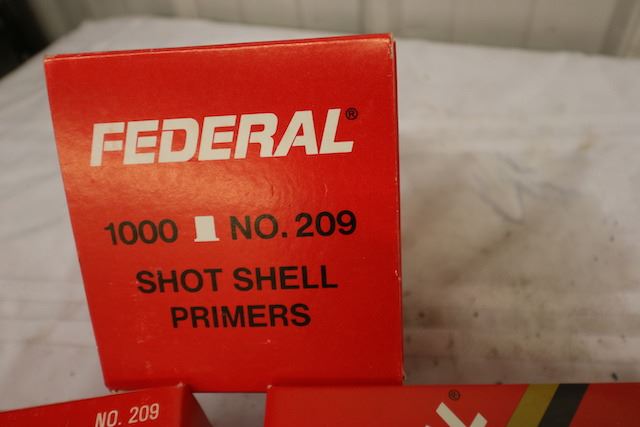 FEDERAL®
1000 NO. 209
SHOT SHELL
PRIMERS
NO. 209
®